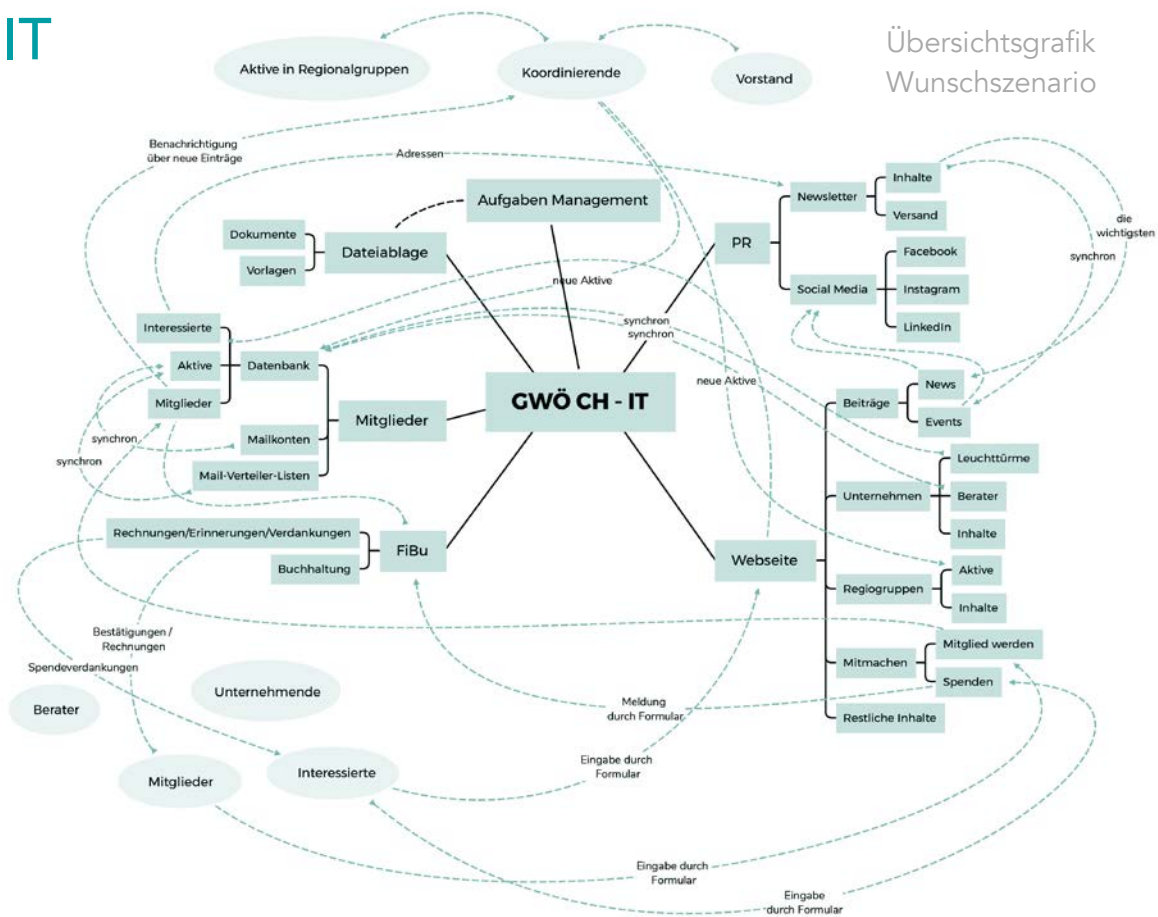 IT
Übersichtsgrafik
Wunschszenario
Aktive in Regionalgruppen
Koordinierende
Vorstand
Benachrichtigung
über neue Einträge
Adressen
Aufgaben Management
Dokumente
Vorlagen
Dateiablage
PR
Newsletter
Inhalte
Versand
Social Media
Facebook
Instagram
LinkedIn
die
wichtigsten
synchron
neue Aktive
synchron
synchron
neue Aktive
Interessierte
Aktive
Mitglieder
Datenbank
Mailkonten
Mail-Verteiler-Listen
Mitglieder
synchron
synchron
GWÖ CH - IT
Beiträge
News
Events
Unternehmen
Leuchttürme
Berater
Inhalte
Webseite
Regiogruppen
Aktive
Inhalte
Mitmachen
Mitglied werden
Spenden
Restliche Inhalte
Rechnungen/Erinnerungen/Verdankungen
Buchhaltung
FiBu
Bestätigungen /
Rechnungen
Spendeverdankungen
Unternehmende
Berater
Mitglieder
Interessierte
Meldung
durch Formular
Eingabe durch
Formular
Eingabe durch
Formular
Eingabe
durch Formular